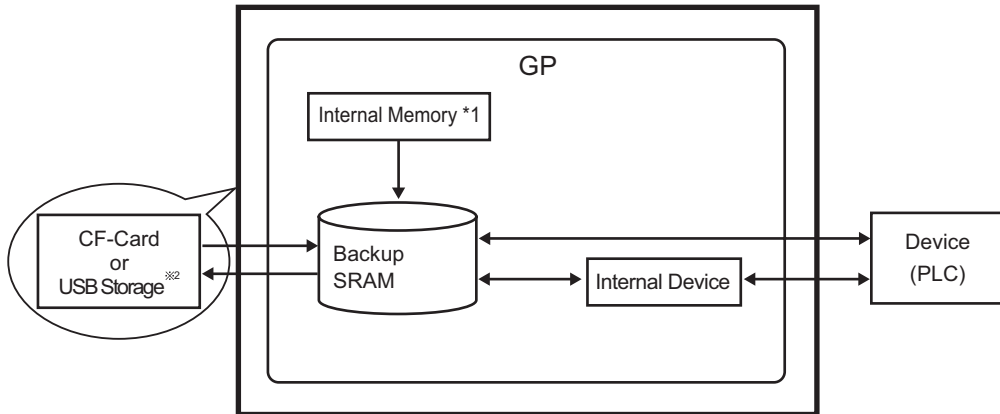 GP
Internal Memory *1
CF-Card
or
USB Storage※2
Backup
SRAM
Internal Device
Device
(PLC)